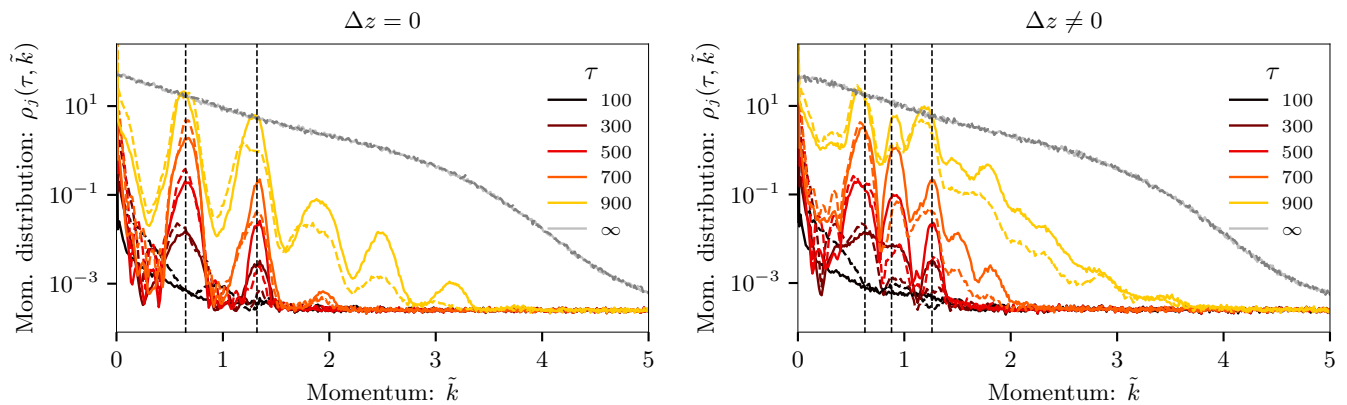 Δz = 0
Mom. distribution: ρ_j(τ, k̃)
10^1
10^−1
10^−3
τ
100
300
500
700
900
∞
0 1 2 3 4 5
Momentum: k̃
Δz ≠ 0
Mom. distribution: ρ_j(τ, k̃)
10^1
10^−1
10^−3
τ
100
300
500
700
900
∞
0 1 2 3 4 5
Momentum: k̃